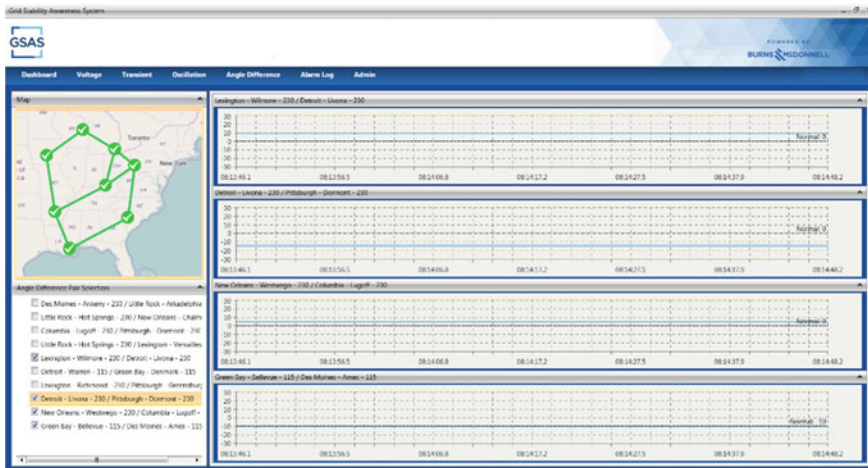 Grid Stability Awareness System
GSAS
POWERED BY
BURNS McDONNELL
Dashboard Voltage Transient Oscillation Angle Difference Alarm Log Admin
Map
Toronto
New York
Angle Difference Pair Selection
Des Moines - Ankeny - 230 / Little Rock - Arkadelphia
Little Rock - Hot Springs - 230 / New Orleans - Chalm
Columbia - Lugoff - 230 / Pittsburgh - Dormont - 230
Little Rock - Hot Springs - 230 / Lexington - Versailles
Lexington - Wilmore - 230 / Detroit - Livona - 230
Detroit - Warren - 115 / Green Bay - Denmark - 115
Lexington - Richmond - 230 / Pittsburgh - Greensburg
Detroit - Livona - 230 / Pittsburgh - Dormont - 230
New Orleans - Westwego - 230 / Columbia - Lugoff -
Green Bay - Bellevue - 115 / Des Moines - Ames - 115
Lexington - Wilmore - 230 / Detroit - Livona - 230
30
20
10
0
-10
-20
-30
Normal: 0
08:13:46.1 08:13:56.5 08:14:06.8 08:14:17.2 08:14:27.5 08:14:37.9 08:14:48.2
Detroit - Livona - 230 / Pittsburgh - Dormont - 230
30
20
10
0
-10
-20
-30
Normal: 0
08:13:46.1 08:13:56.5 08:14:06.8 08:14:17.2 08:14:27.5 08:14:37.9 08:14:48.2
New Orleans - Westwego - 230 / Columbia - Lugoff - 230
30
20
10
0
-10
-20
-30
Normal: 0
08:13:46.1 08:13:56.5 08:14:06.8 08:14:17.2 08:14:27.5 08:14:37.9 08:14:48.2
Green Bay - Bellevue - 115 / Des Moines - Ames - 115
30
20
10
0
-10
-20
-30
Normal: -10
08:13:46.1 08:13:56.5 08:14:06.8 08:14:17.2 08:14:27.5 08:14:37.9 08:14:48.2